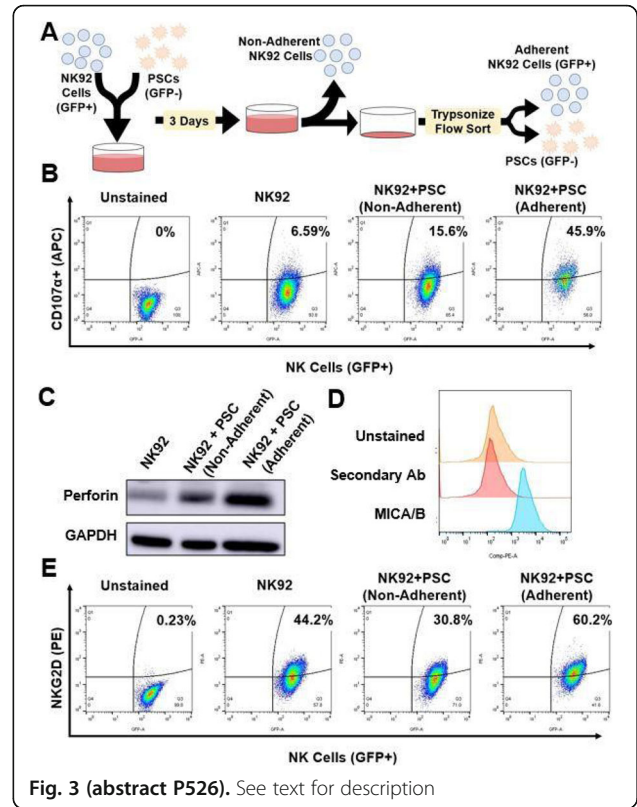 A
NK92
Cells
(GFP+)
PSCs
(GFP-)
3 Days
Non-Adherent
NK92 Cells
Trypsonize
Flow Sort
Adherent
NK92 Cells (GFP+)
PSCs (GFP-)
B
Unstained
NK92
NK92+PSC
(Non-Adherent)
NK92+PSC
(Adherent)
0%
6.59%
15.6%
45.9%
CD107α+ (APC)
NK Cells (GFP+)
C
NK92
NK92 + PSC
(Non-Adherent)
NK92 + PSC
(Adherent)
Perforin
GAPDH
D
Unstained
Secondary Ab
MICA/B
Comp-PE-A
E
Unstained
NK92
NK92+PSC
(Non-Adherent)
NK92+PSC
(Adherent)
0.23%
44.2%
30.8%
60.2%
NKG2D (PE)
NK Cells (GFP+)
Fig. 3 (abstract P526). See text for description